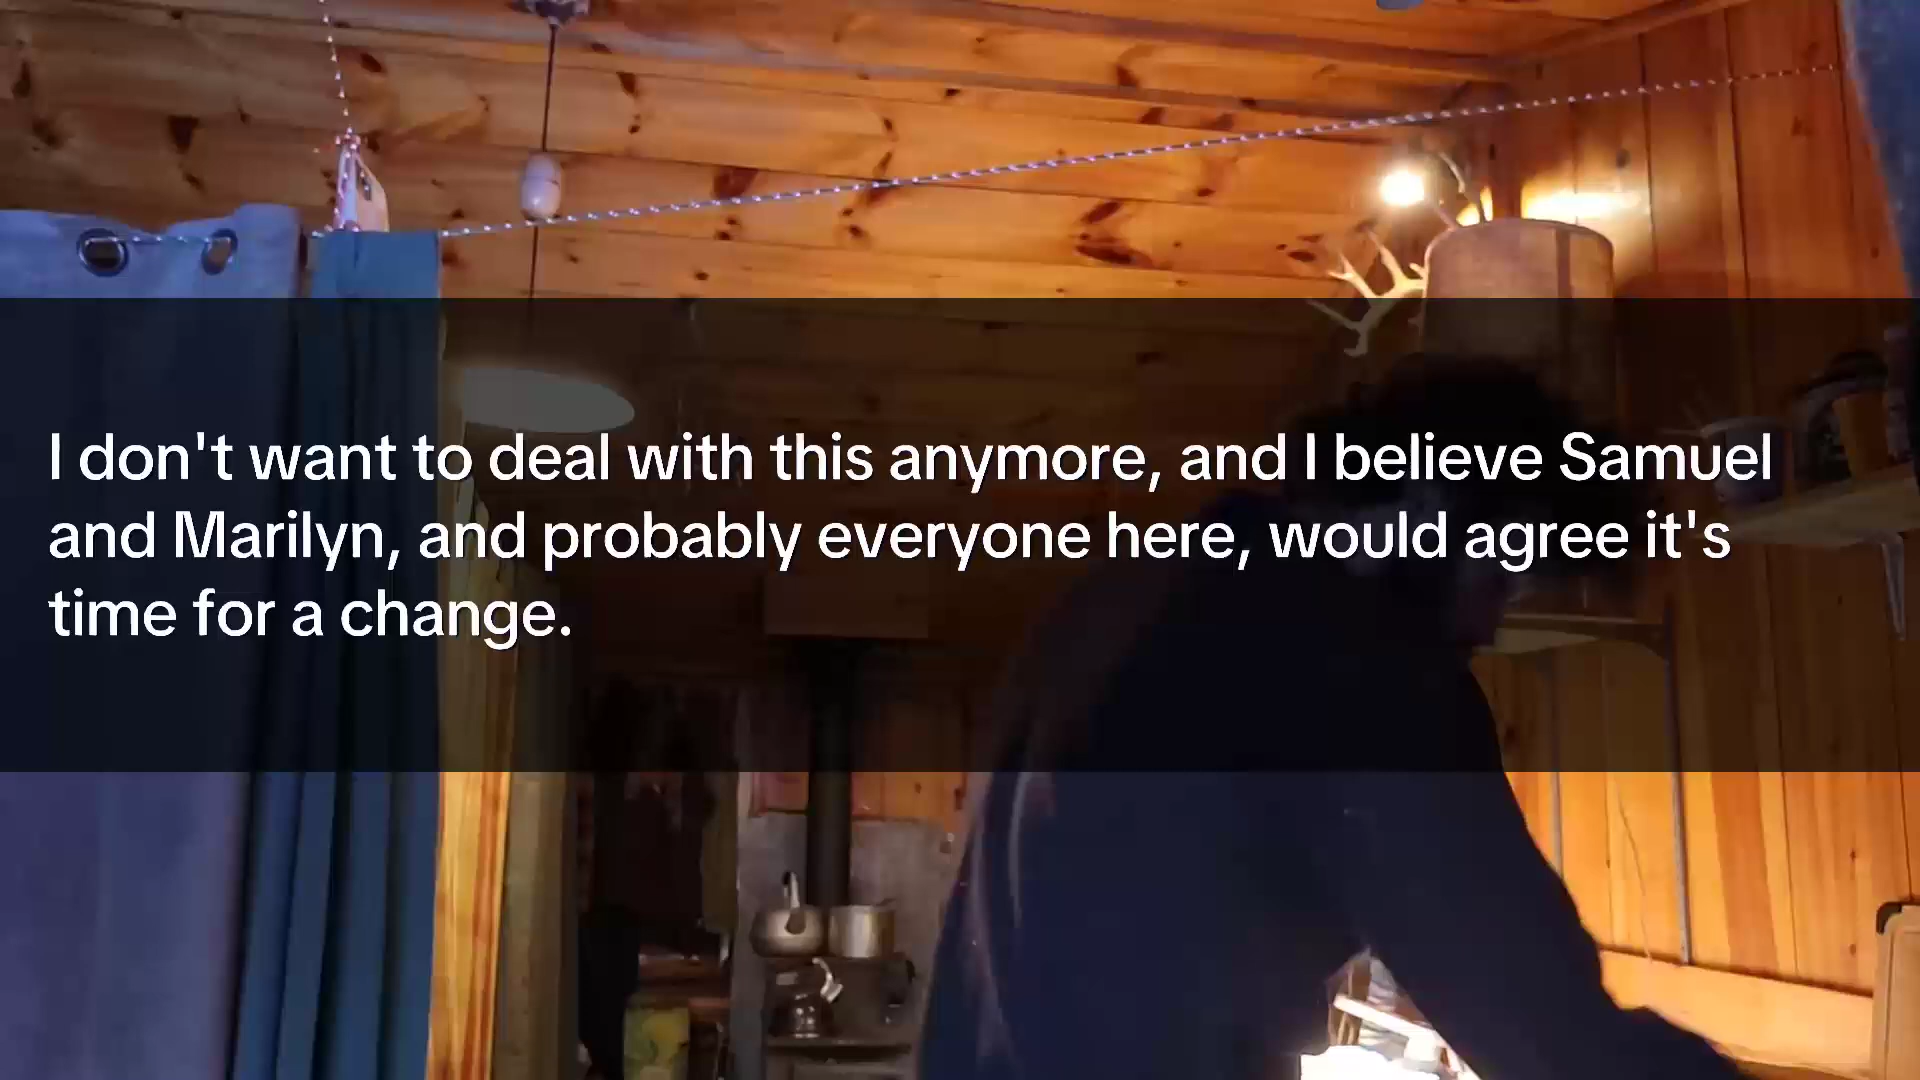 I don't want to deal with this anymore, and I believe Samuel
and Marilyn, and probably everyone here, would agree it's
time for a change.